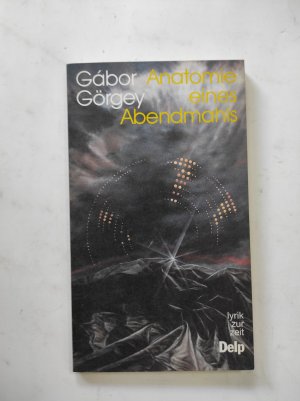 Gábor Anatomie
Görgey eines
Abendmahls
lyrik
zur
zeit
Delp